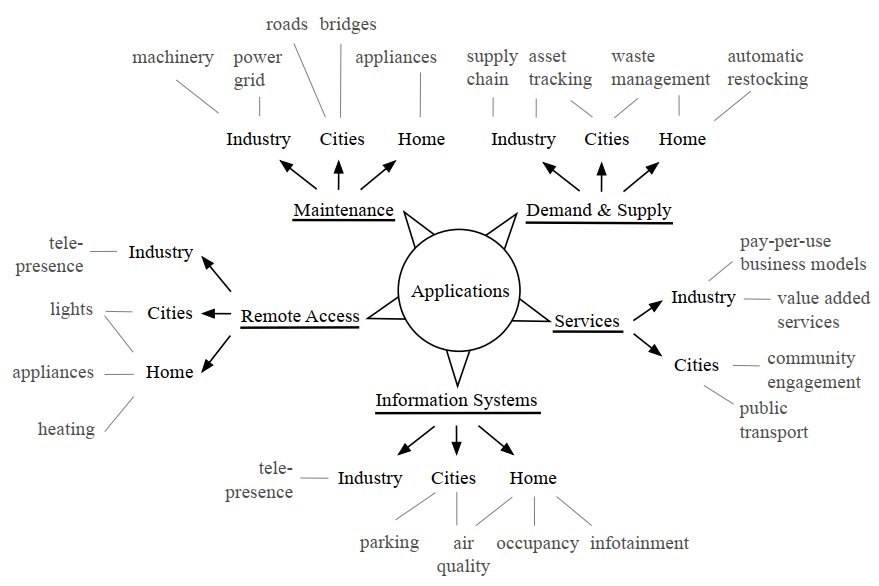 roads bridges
machinery power grid appliances supply chain asset tracking waste management automatic restocking
Industry Cities Home Industry Cities Home
Maintenance Demand & Supply
tele-presence Industry pay-per-use business models
Applications
Industry value added services
lights Cities Remote Access Services
appliances Home Cities community engagement
Information Systems public transport
heating
tele-presence Industry Cities Home
parking air quality occupancy infotainment